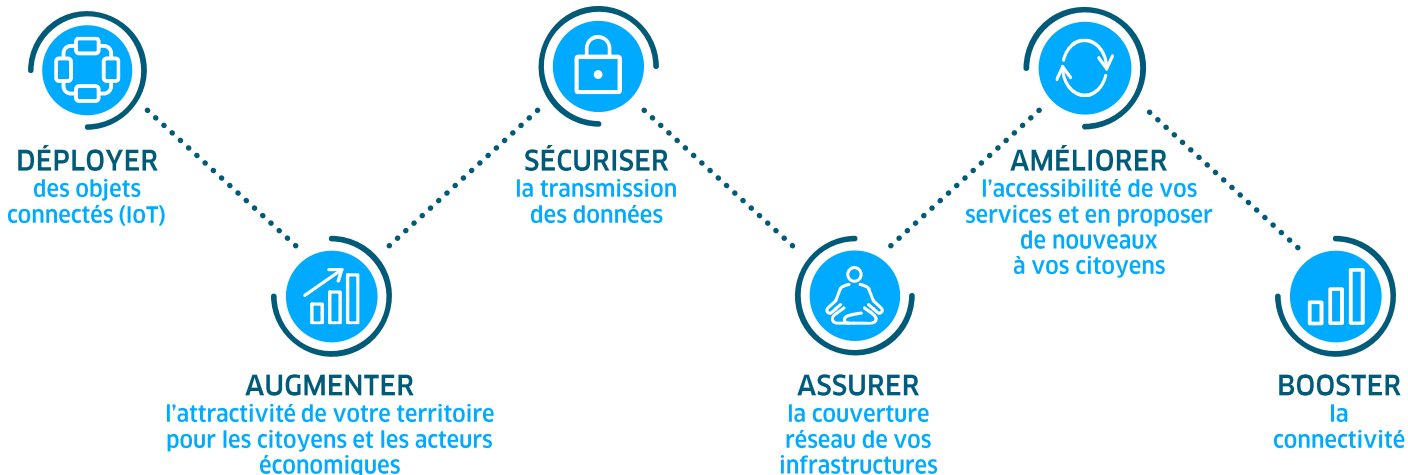 DÉPLOYER
des objets
connectés (IoT)
AUGMENTER
l'attractivité de votre territoire
pour les citoyens et les acteurs
économiques
SÉCURISER
la transmission
des données
ASSURER
la couverture
réseau de vos
infrastructures
AMÉLIORER
l'accessibilité de vos
services et en proposer
de nouveaux
à vos citoyens
BOOSTER
la
connectivité